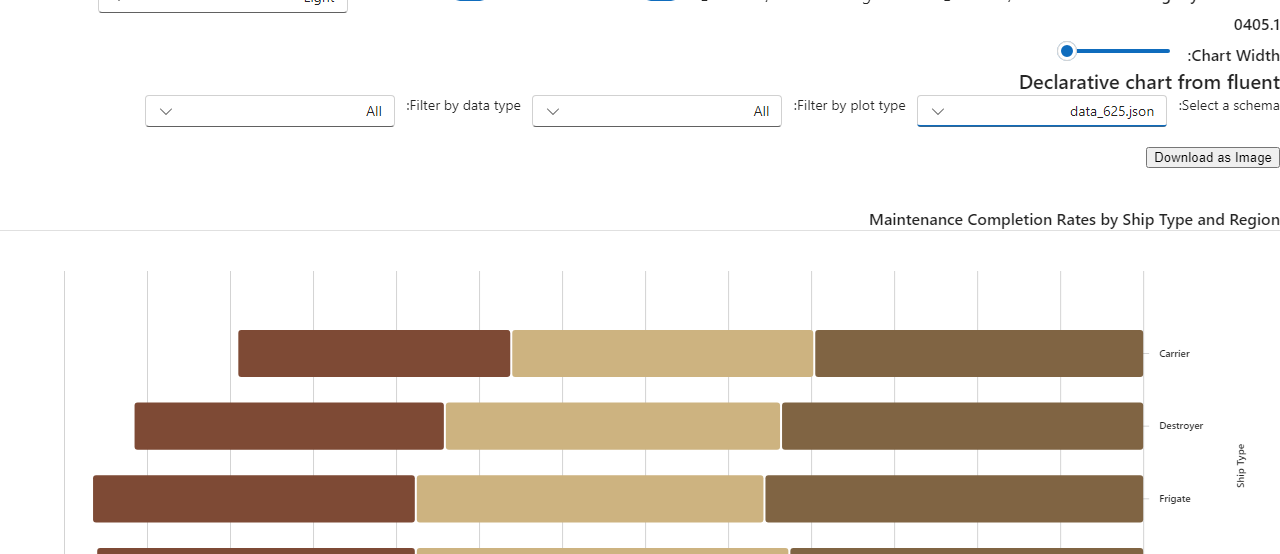 Light
0405.1
:Chart Width
Declarative chart from fluent
:Select a schema
data_625.json
:Filter by plot type
All
:Filter by data type
All
Download as Image
Maintenance Completion Rates by Ship Type and Region
Carrier
Destroyer
Ship Type
Frigate